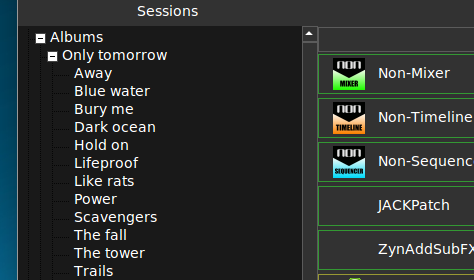 Sessions
Albums
Only tomorrow
Away
Blue water
Bury me
Dark ocean
Hold on
Lifeproof
Like rats
Power
Scavengers
The fall
The tower
Trails
non
MIXER
Non-Mixer
non
TIMELINE
Non-Timeline
non
SEQUENCER
Non-Sequenc
JACKPatch
ZynAddSubFX